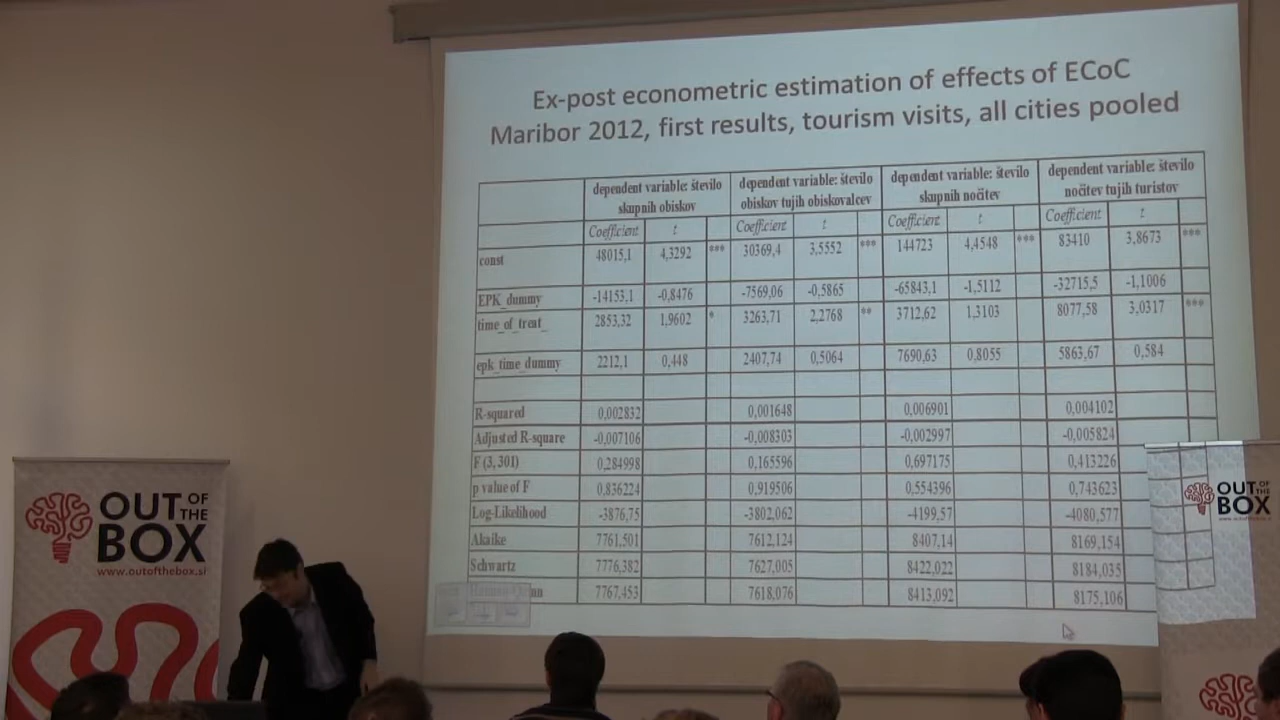 Ex-post econometric estimation of effects of ECoC
Maribor 2012, first results, tourism visits, all cities pooled
dependent variable: število skupnih obiskov dependent variable: število obiskov tujih obiskovalcev dependent variable: število skupnih nočitev dependent variable: število nočitev tujih turistov
Coefficient t Coefficient t Coefficient t Coefficient t
const 48015,1 4,3292 *** 30369,4 3,5552 *** 144723 4,4548 *** 83410 3,8673 ***
EPK_dummy -14153,1 -0,8476 -7569,06 -0,5865 -65843,1 -1,5112 -32715,5 -1,1006
time_of_treat_ 2853,32 1,9602 * 3263,71 2,2768 ** 3712,62 1,3103 8077,58 3,0317 ***
epk_time_dummy 2212,1 0,448 2407,74 0,5064 7690,63 0,8055 5863,67 0,584
R-squared 0,002832 0,001648 0,006901 0,004102
Adjusted R-square -0,007106 -0,008303 -0,002997 -0,005824
F (3, 301) 0,284998 0,165596 0,697175 0,413226
p value of F 0,836224 0,919506 0,554396 0,743623
Log-Likelihood -3876,75 -3802,062 -4199,57 -4080,577
Akaike 7761,501 7612,124 8407,14 8169,154
Schwartz 7776,382 7627,005 8422,022 8184,035
7767,453 7618,076 8413,092 8175,106
OUT OF THE
BOX
www.outofthebox.si
OUT OF THE
BOX
www.outofthebox.si